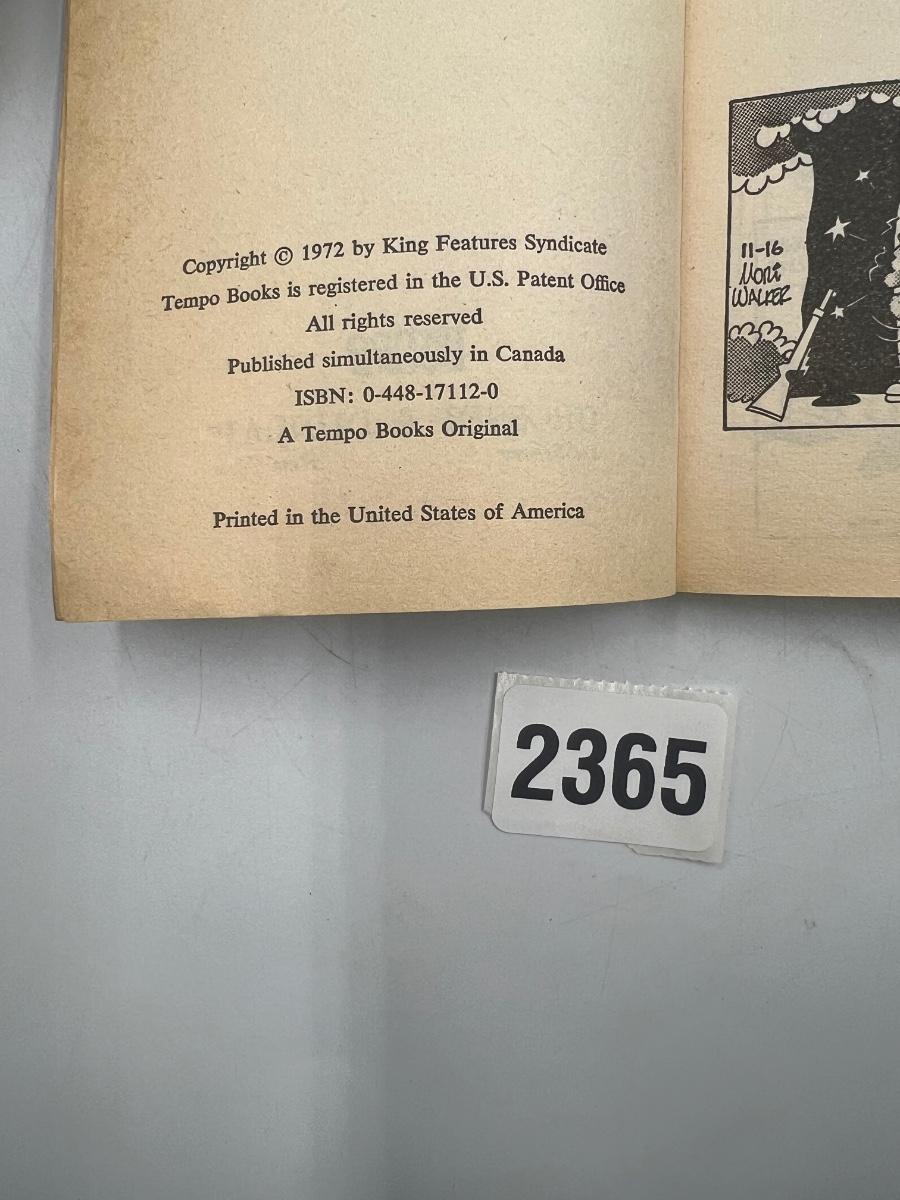 Copyright © 1972 by King Features Syndicate
Tempo Books is registered in the U.S. Patent Office
All rights reserved
Published simultaneously in Canada
ISBN: 0-448-17112-0
A Tempo Books Original
Printed in the United States of America
11-16
MORT
WALKER
2365